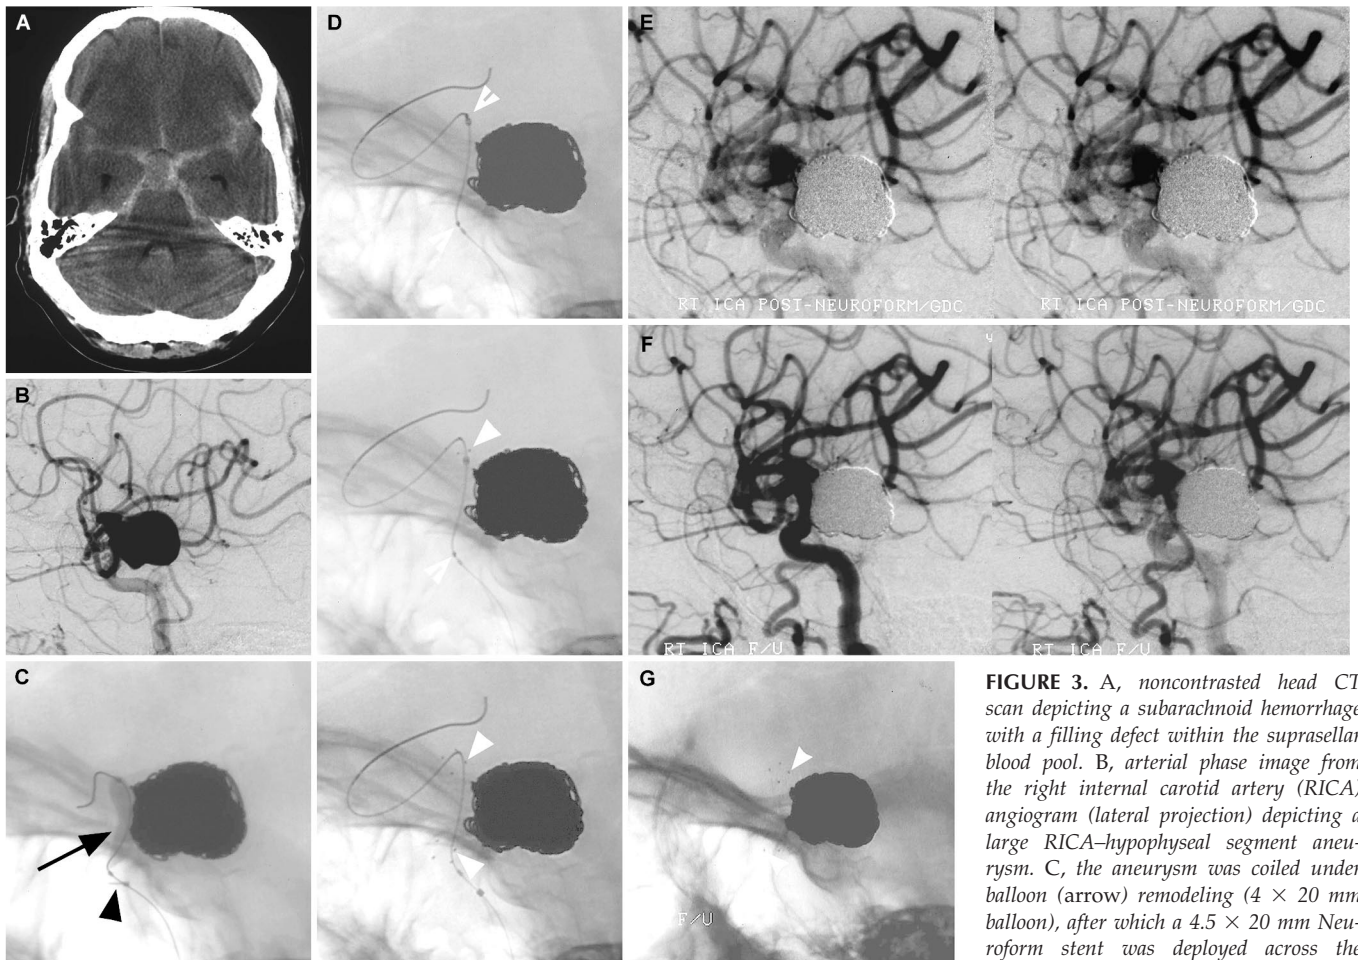 A
B
C
D
E
RT ICA POST-NEUROFORM/GDC
RT ICA POST-NEUROFORM/GDC
F
RT ICA F/U
RT ICA F/U
G
F/U
FIGURE 3. A, noncontrasted head CT
scan depicting a subarachnoid hemorrhage
with a filling defect within the suprasellar
blood pool. B, arterial phase image from
the right internal carotid artery (RICA)
angiogram (lateral projection) depicting a
large RICA–hypophyseal segment aneu-
rysm. C, the aneurysm was coiled under
balloon (arrow) remodeling (4 × 20 mm
balloon), after which a 4.5 × 20 mm Neu-
roform stent was deployed across the